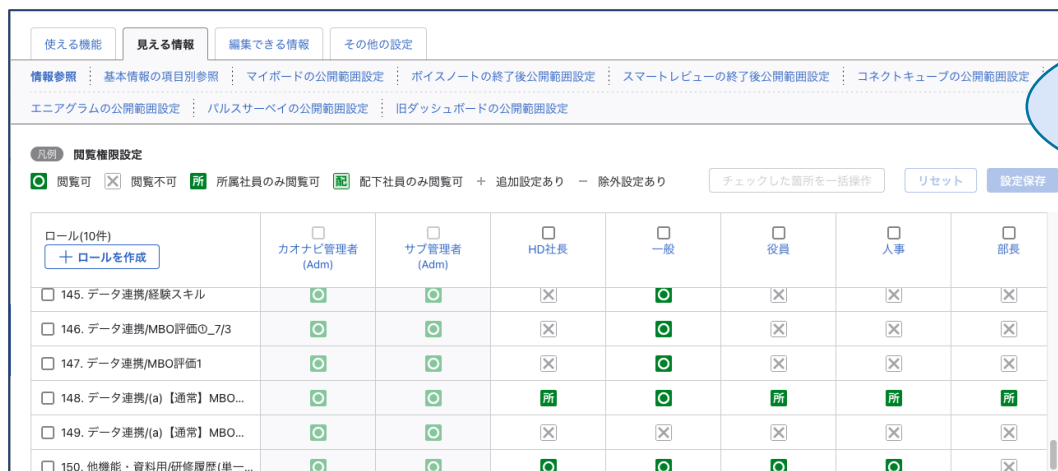 使える機能 見える情報 編集できる情報 その他の設定
情報参照 基本情報の項目別参照 マイボードの公開範囲設定 ボイスノートの終了後公開範囲設定 スマートレビューの終了後公開範囲設定 コネクトキューブの公開範囲設定
エニアグラムの公開範囲設定 パルスサーベイの公開範囲設定 旧ダッシュボードの公開範囲設定
凡例 閲覧権限設定
閲覧可 閲覧不可 所 所属社員のみ閲覧可 配 配下社員のみ閲覧可 + 追加設定あり − 除外設定あり チェックした箇所を一括操作 リセット 設定保存
ロール(10件)
+ ロールを作成
カオナビ管理者
(Adm)
サブ管理者
(Adm)
HD社長
一般
役員
人事
部長
145. データ連携/経験スキル
146. データ連携/MBO評価①_7/3
147. データ連携/MBO評価1
148. データ連携/(a)【通常】MBO... 所 所 所 所
149. データ連携/(a)【通常】MBO...
150. 他機能・資料用/研修履歴(単一...